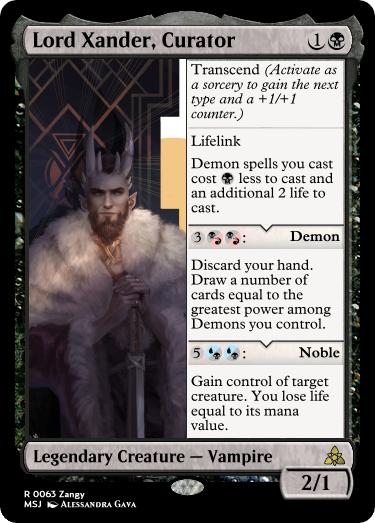 Lord Xander, Curator 1
Transcend (Activate as
a sorcery to gain the next
type and a +1/+1
counter.)
Lifelink
Demon spells you cast
cost less to cast and
an additional 2 life to
cast.
3 : Demon
Discard your hand.
Draw a number of
cards equal to the
greatest power among
Demons you control.
5 : Noble
Gain control of target
creature. You lose life
equal to its mana
value.
Legendary Creature — Vampire
2/1
R 0063 Zangy
MSJ Alessandra Gava